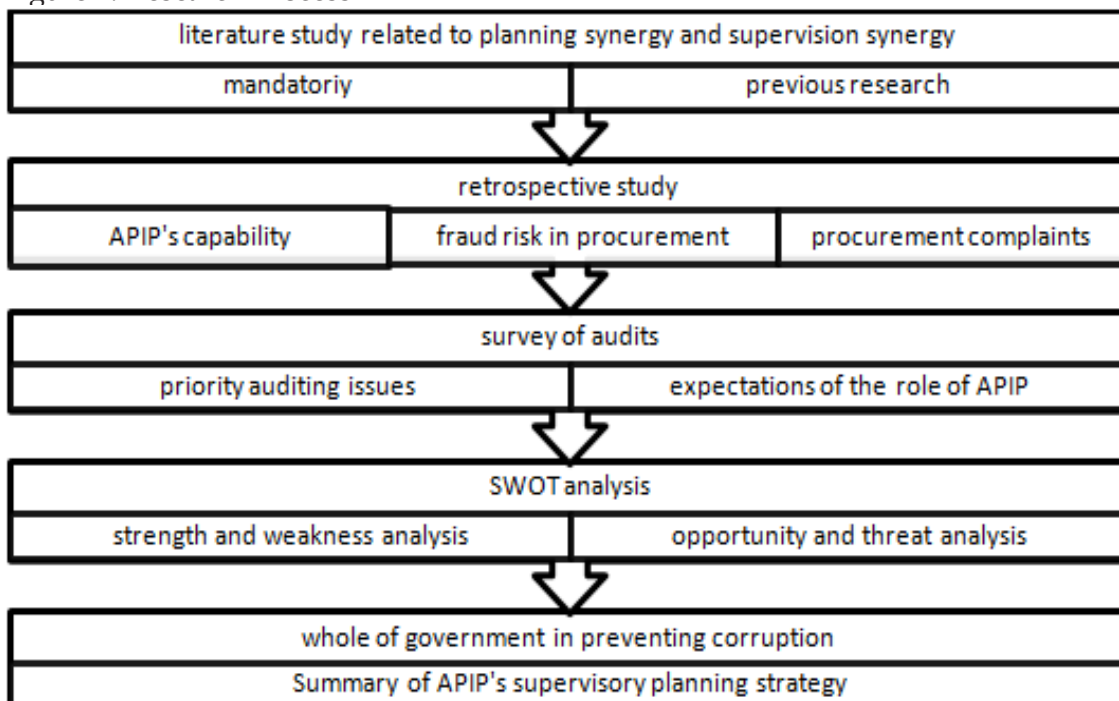 literature study related to planning synergy and supervision synergy
mandatoriy previous research
retrospective study
APIP's capability fraud risk in procurement procurement complaints
survey of audits
priority auditing issues expectations of the role of APIP
SWOT analysis
strength and weakness analysis opportunity and threat analysis
whole of government in preventing corruption
Summary of APIP's supervisory planning strategy